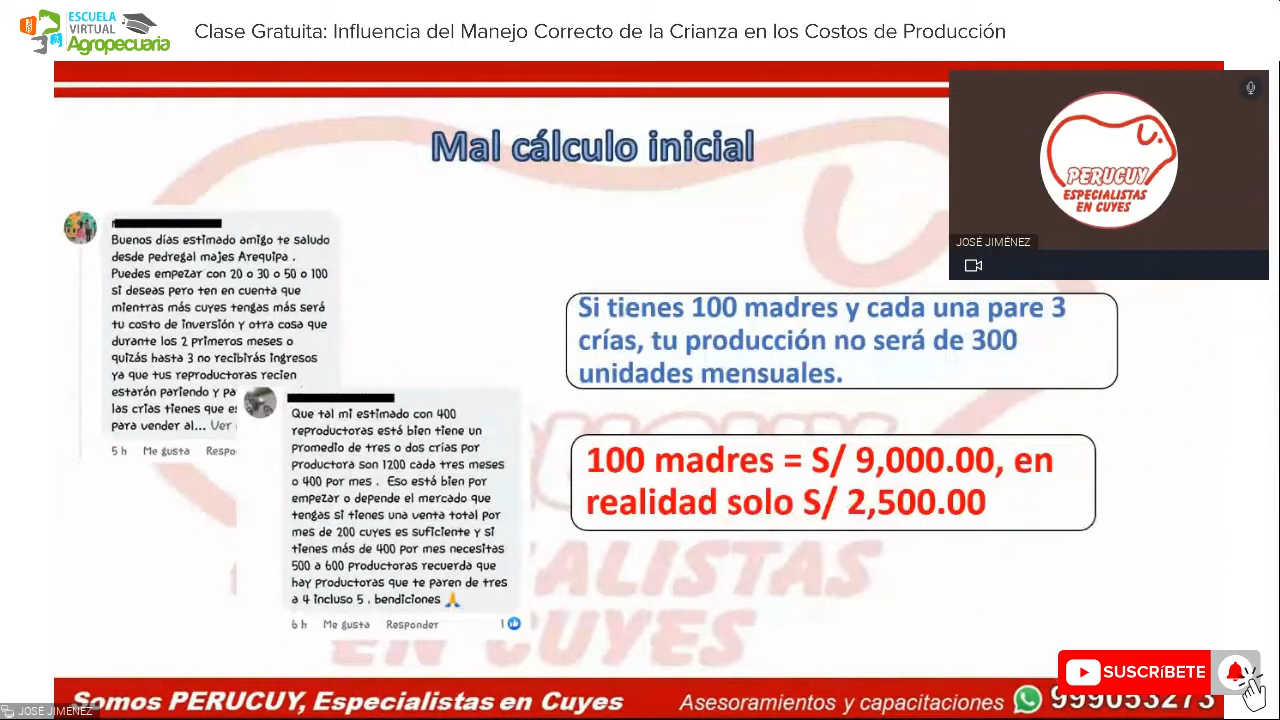 ESCUELA
VIRTUAL
Agropecuaria
Clase Gratuita: Influencia del Manejo Correcto de la Crianza en los Costos de Producción
Mal cálculo inicial
PERUCUY
ESPECIALISTAS
EN CUYES
JOSÉ JIMÉNEZ
Buenos días estimado amigo te saludo
desde pedregal majes Arequipa .
Puedes empezar con 20 o 30 o 50 o 100
si deseas pero ten en cuenta que
mientras más cuyes tengas más será
tu costo de inversión y otra cosa que
durante los 2 primeros meses o
quizás hasta 3 no recibirás ingresos
ya que tus reproductoras recien
estarán pariendo y pa
las crias tienes que es
para vender al... Ver
5 h Me gusta Respo
Que tal mi estimado con 400
reproductoras está bien tiene un
promedio de tres o dos crías por
productora son 1200 cada tres meses
o 400 por mes . Eso está bien por
empezar o depende el mercado que
tengas si tienes una venta total por
mes de 200 cuyes es suficiente y si
tienes más de 400 por mes necesitas
500 a 600 productoras recuerda que
hay productoras que te paren de tres
a 4 incluso 5 . bendiciones 🙏
6 h Me gusta Responder 1
Si tienes 100 madres y cada una pare 3
crías, tu producción no será de 300
unidades mensuales.
100 madres = S/ 9,000.00, en
realidad solo S/ 2,500.00
ALISTAS
EN CUYES
SUSCRÍBETE
Somos PERUCUY, Especialistas en Cuyes
Asesoramientos y capacitaciones 999053273
JOSÉ JIMÉNEZ